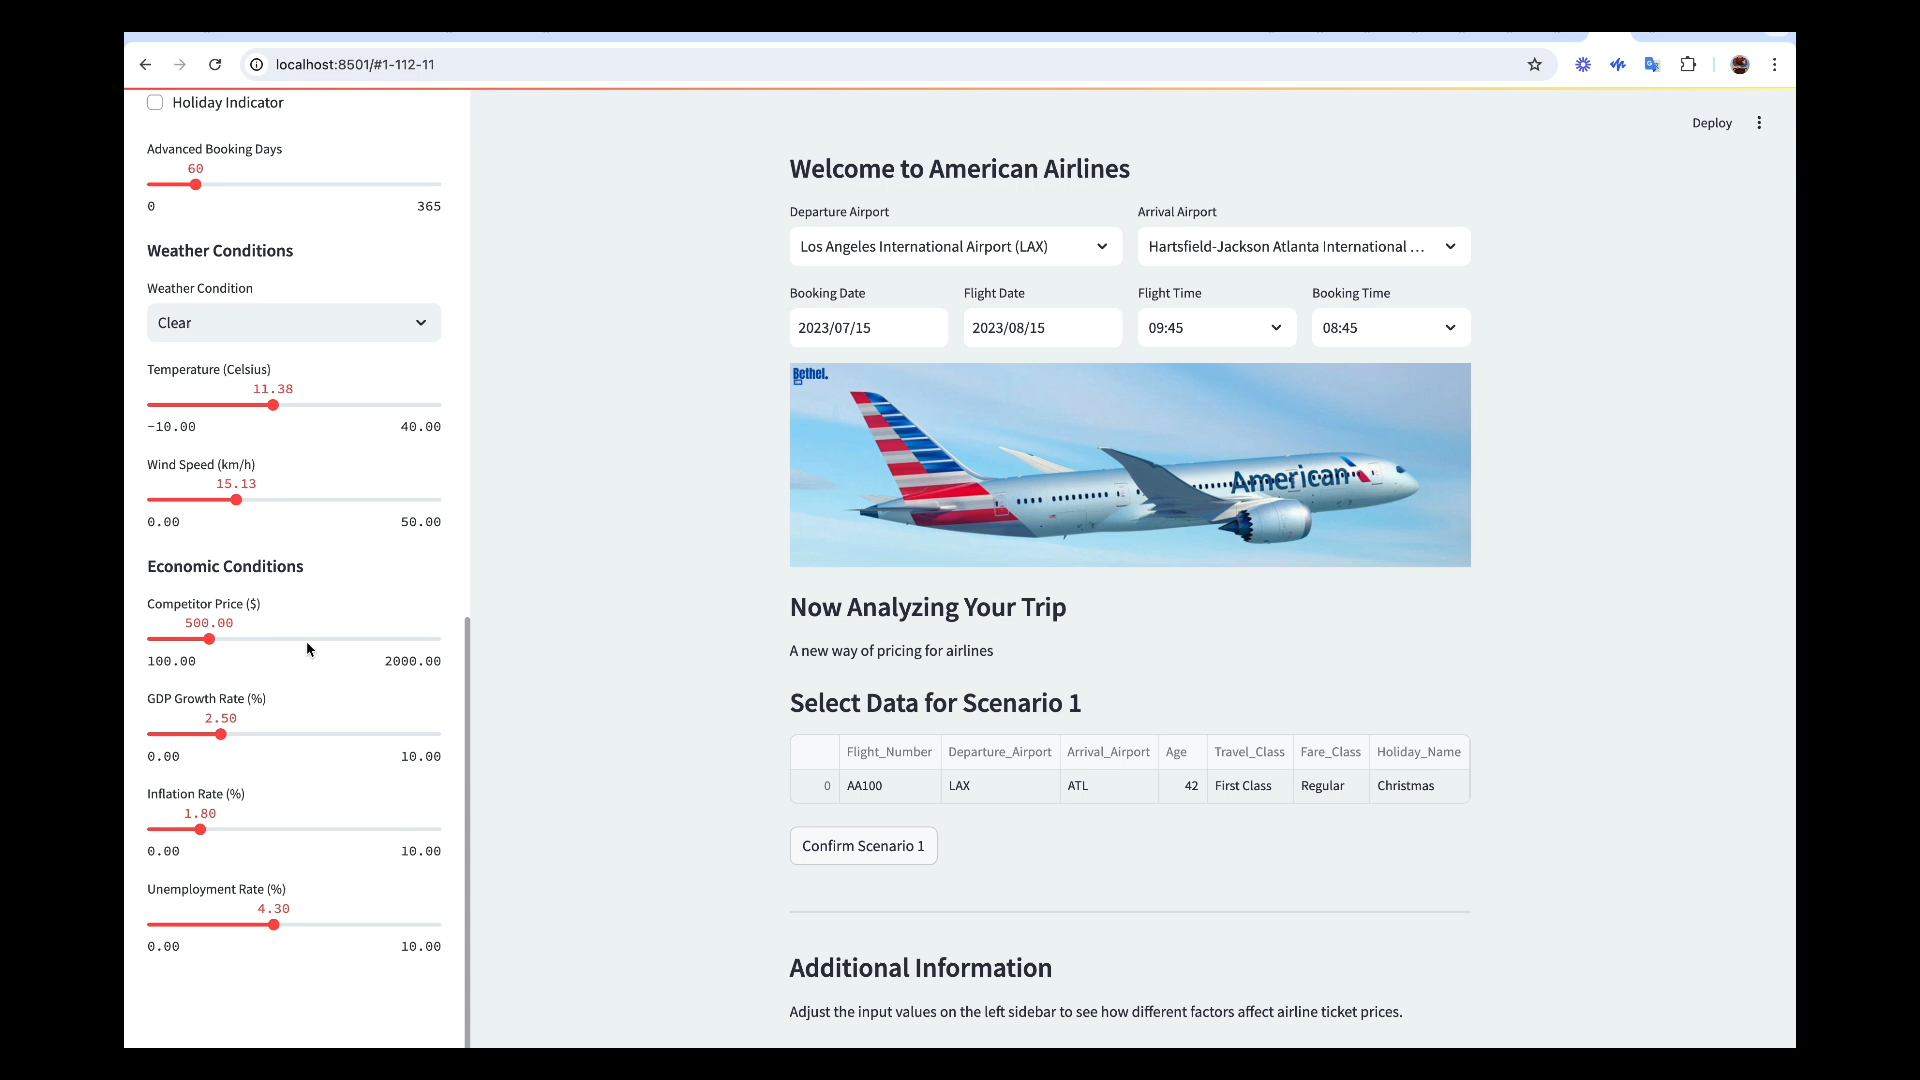 localhost:8501/#1-112-11
Holiday Indicator
Advanced Booking Days
60
0 365
Weather Conditions
Weather Condition
Clear
Temperature (Celsius)
11.38
-10.00 40.00
Wind Speed (km/h)
15.13
0.00 50.00
Economic Conditions
Competitor Price ($)
500.00
100.00 2000.00
GDP Growth Rate (%)
2.50
0.00 10.00
Inflation Rate (%)
1.80
0.00 10.00
Unemployment Rate (%)
4.30
0.00 10.00
Deploy
Welcome to American Airlines
Departure Airport Arrival Airport
Los Angeles International Airport (LAX) Hartsfield-Jackson Atlanta International ...
Booking Date Flight Date Flight Time Booking Time
2023/07/15 2023/08/15 09:45 08:45
Bethel.
American
Now Analyzing Your Trip
A new way of pricing for airlines
Select Data for Scenario 1
Flight_Number Departure_Airport Arrival_Airport Age Travel_Class Fare_Class Holiday_Name
0 AA100 LAX ATL 42 First Class Regular Christmas
Confirm Scenario 1
Additional Information
Adjust the input values on the left sidebar to see how different factors affect airline ticket prices.